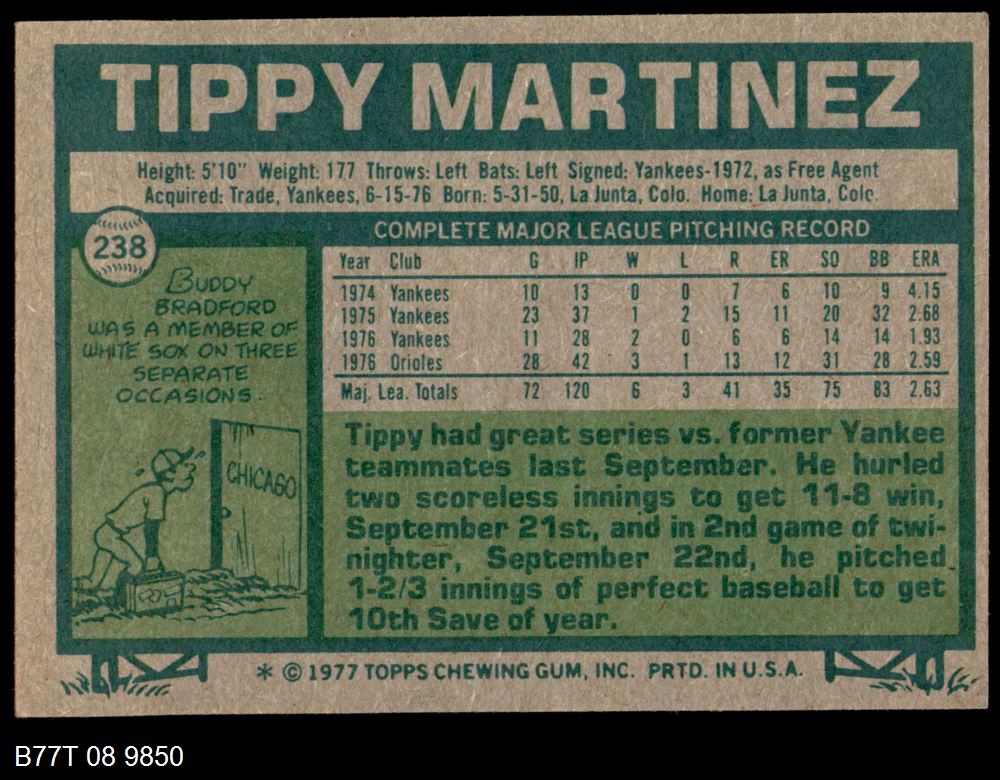 TIPPY MARTINEZ
Height: 5'10" Weight: 177 Throws: Left Bats: Left Signed: Yankees-1972, as Free Agent
Acquired: Trade, Yankees, 6-15-76 Born: 5-31-50, La Junta, Colo. Home: La Junta, Colo.
238
BUDDY
BRADFORD
WAS A MEMBER OF
WHITE SOX ON THREE
SEPARATE
OCCASIONS.
CHICAGO
COMPLETE MAJOR LEAGUE PITCHING RECORD
Year Club G IP W L R ER SO BB ERA
1974 Yankees 10 13 0 0 7 6 10 9 4.15
1975 Yankees 23 37 1 2 15 11 20 32 2.68
1976 Yankees 11 28 2 0 6 6 14 14 1.93
1976 Orioles 28 42 3 1 13 12 31 28 2.59
Maj. Lea. Totals 72 120 6 3 41 35 75 83 2.63
Tippy had great series vs. former Yankee
teammates last September. He hurled
two scoreless innings to get 11-8 win,
September 21st, and in 2nd game of twi-
nighter, September 22nd, he pitched
1-2/3 innings of perfect baseball to get
10th Save of year.
* © 1977 TOPPS CHEWING GUM, INC. PRTD. IN U.S.A.
B77T 08 9850